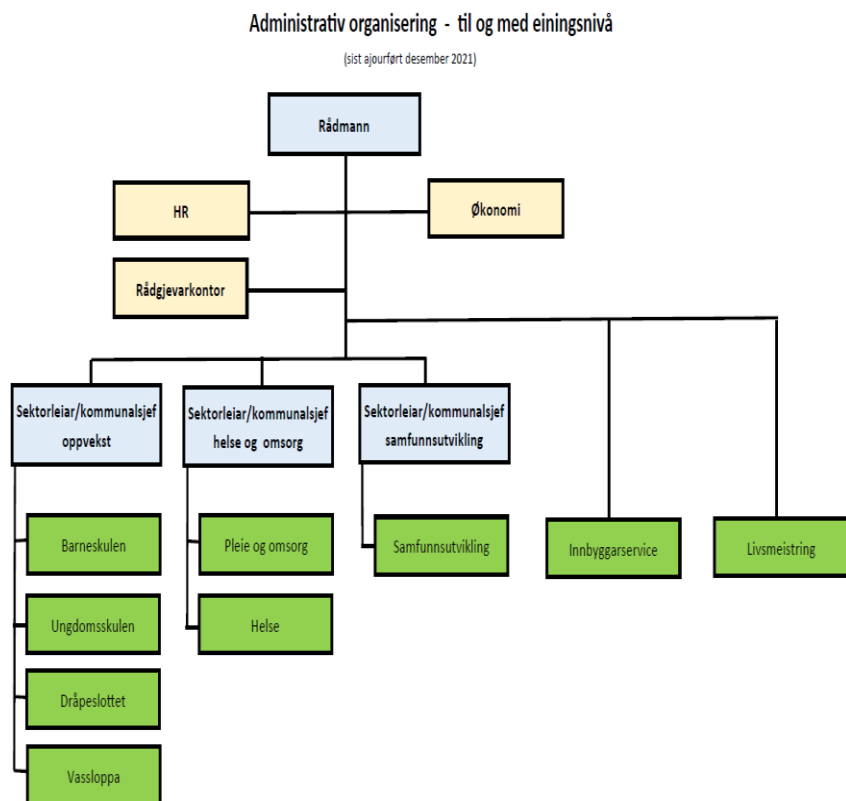 Administrativ organisering - til og med einingsnivå
(sist ajourført desember 2021)
Rådmann
HR
Økonomi
Rådgjevarkontor
Sektorleiar/kommunalsjef
oppvekst
Sektorleiar/kommunalsjef
helse og omsorg
Sektorleiar/kommunalsjef
samfunnsutvikling
Barneskulen
Pleie og omsorg
Samfunnsutvikling
Innbyggarservice
Livsmeistring
Ungdomsskulen
Helse
Dråpeslottet
Vassloppa